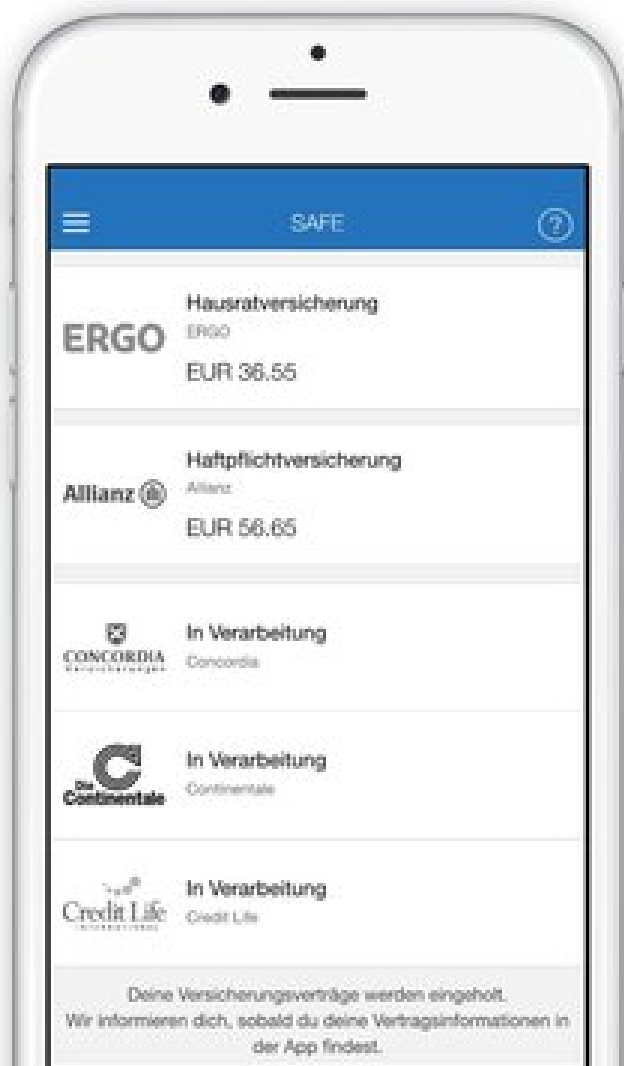 SAFE
?
ERGO
Hausratversicherung
ERGO
EUR 36.55
Allianz
Haftpflichtversicherung
Allianz
EUR 56.65
CONCORDIA
Versicherungen
In Verarbeitung
Concordia
Die
Continentale
In Verarbeitung
Continentale
Credit Life
INTERNATIONAL
In Verarbeitung
Credit Life
Deine Versicherungsverträge werden eingeholt.
Wir informieren dich, sobald du deine Vertragsinformationen in
der App findest.